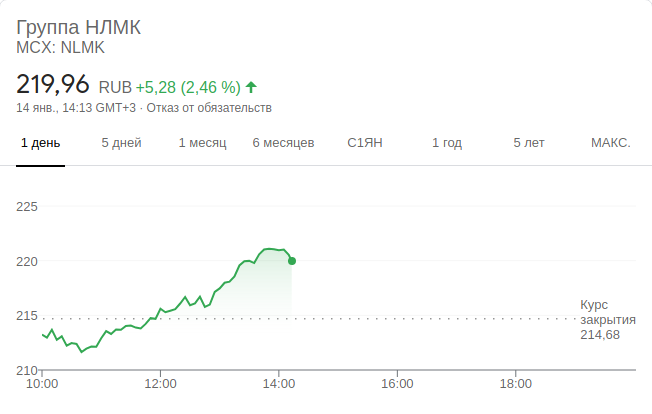 Группа НЛМК
MCX: NLMK
219,96 RUB +5,28 (2,46 %)
14 янв., 14:13 GMT+3 · Отказ от обязательств
1 день 5 дней 1 месяц 6 месяцев С1ЯН 1 год 5 лет МАКС.
225
220
215
210
Курс
закрытия
214,68
10:00 12:00 14:00 16:00 18:00